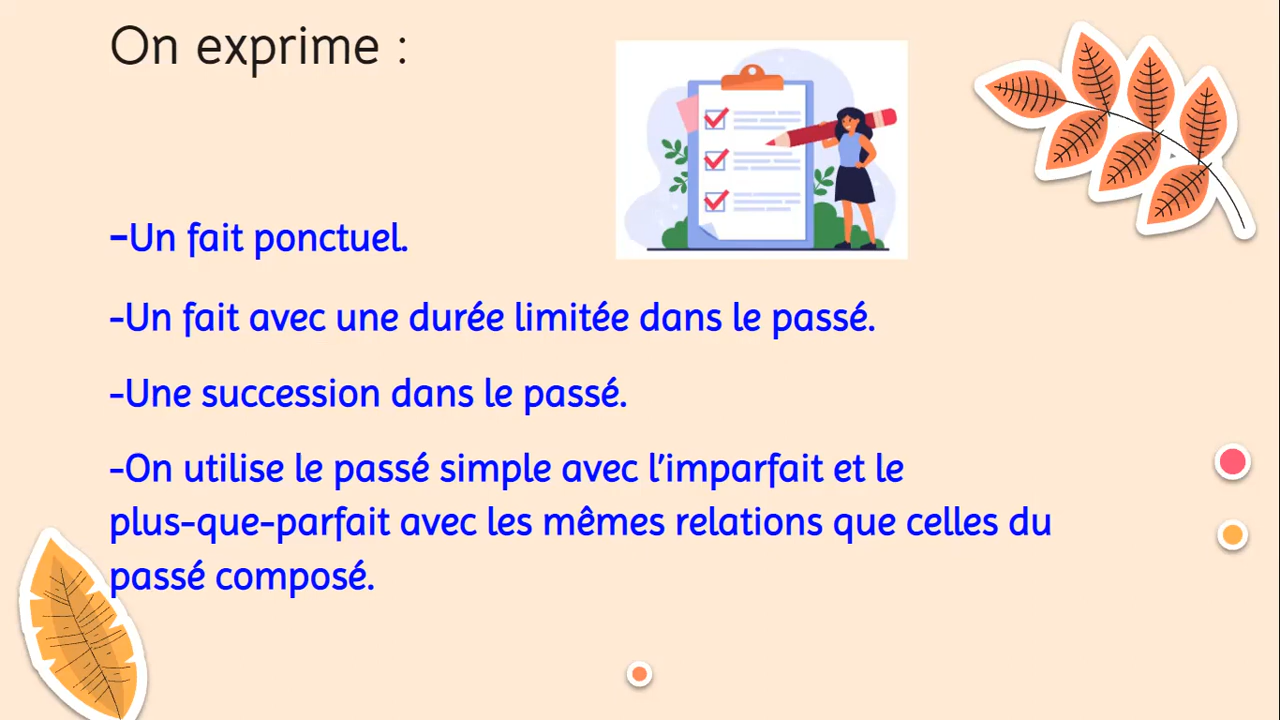 On exprime :
-Un fait ponctuel.
-Un fait avec une durée limitée dans le passé.
-Une succession dans le passé.
-On utilise le passé simple avec l'imparfait et le
plus-que-parfait avec les mêmes relations que celles du
passé composé.